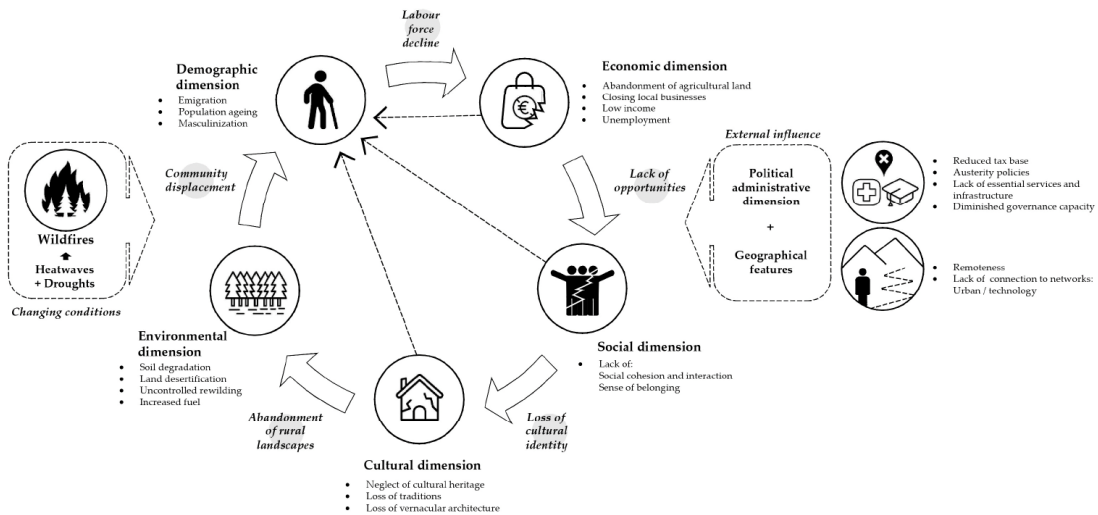 Labour
force
decline
Demographic
dimension
• Emigration
• Population ageing
• Masculinization
Economic dimension
• Abandonment of agricultural land
• Closing local businesses
• Low income
• Unemployment
€
External influence
Political
administrative
dimension
+
Geographical
features
• Reduced tax base
• Austerity policies
• Lack of essential services and
infrastructure
• Diminished governance capacity
• Remoteness
• Lack of connection to networks:
Urban / technology
Community
displacement
Lack of
opportunities
Wildfires
Heatwaves
+ Droughts
Changing conditions
Environmental
dimension
• Soil degradation
• Land desertification
• Uncontrolled rewilding
• Increased fuel
Social dimension
• Lack of:
Social cohesion and interaction
Sense of belonging
Abandonment
of rural
landscapes
Loss of
cultural
identity
Cultural dimension
• Neglect of cultural heritage
• Loss of traditions
• Loss of vernacular architecture